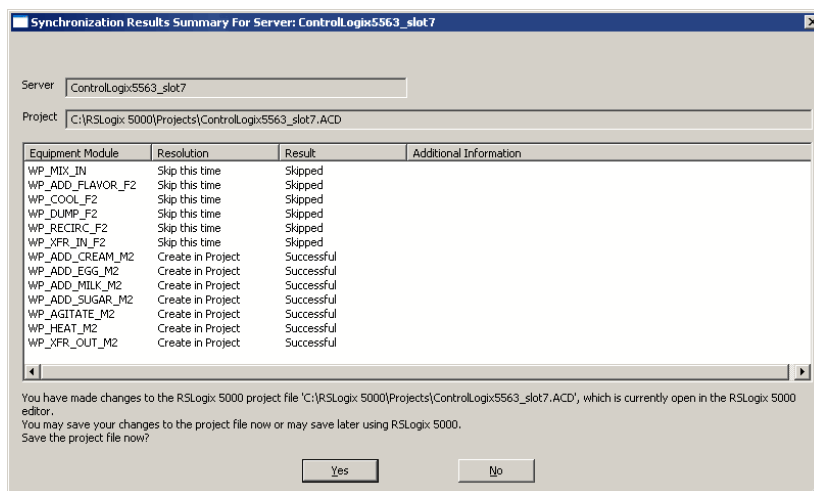 Synchronization Results Summary For Server: ControlLogix5563_slot7
Server ControlLogix5563_slot7
Project C:\RSLogix 5000\Projects\ControlLogix5563_slot7.ACD
Equipment Module Resolution Result Additional Information
WP_MIX_IN Skip this time Skipped
WP_ADD_FLAVOR_F2 Skip this time Skipped
WP_COOL_F2 Skip this time Skipped
WP_DUMP_F2 Skip this time Skipped
WP_RECIRC_F2 Skip this time Skipped
WP_XFR_IN_F2 Skip this time Skipped
WP_ADD_CREAM_M2 Create in Project Successful
WP_ADD_EGG_M2 Create in Project Successful
WP_ADD_MILK_M2 Create in Project Successful
WP_ADD_SUGAR_M2 Create in Project Successful
WP_AGITATE_M2 Create in Project Successful
WP_HEAT_M2 Create in Project Successful
WP_XFR_OUT_M2 Create in Project Successful
You have made changes to the RSLogix 5000 project file 'C:\RSLogix 5000\Projects\ControlLogix5563_slot7.ACD', which is currently open in the RSLogix 5000
editor.
You may save your changes to the project file now or may save later using RSLogix 5000.
Save the project file now?
Yes No